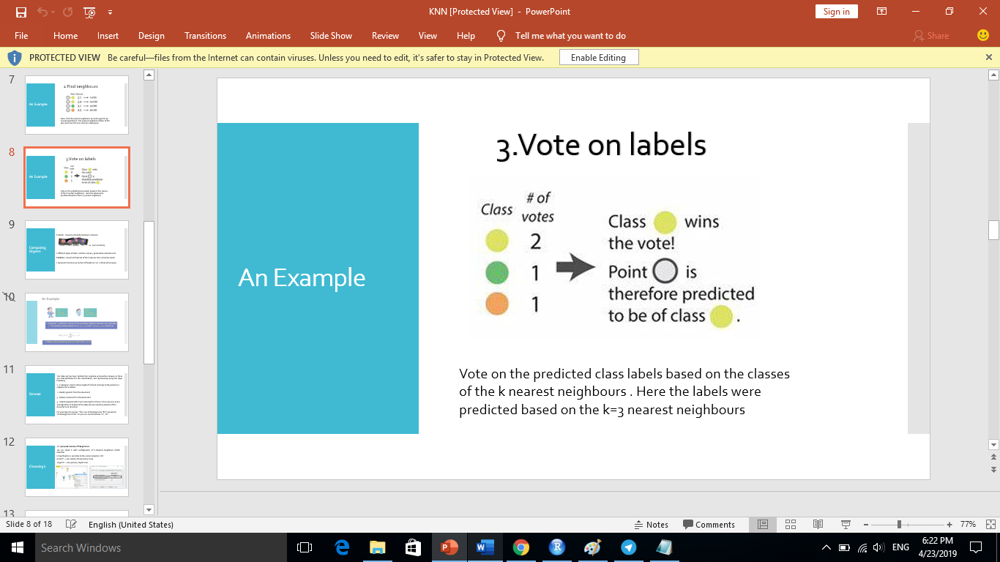 KNN [Protected View] - PowerPoint
Sign in
File Home Insert Design Transitions Animations Slide Show Review View Help Tell me what you want to do Share
PROTECTED VIEW Be careful—files from the Internet can contain viruses. Unless you need to edit, it's safer to stay in Protected View. Enable Editing
7
An Example
2.Find neighbours
8
An Example
3.Vote on labels
9
Comparing Objects
10
An Example
11
Dataset
12
Choosing k
13
An Example
3.Vote on labels
Class # of votes
2
1
1
Class wins
the vote!
Point is
therefore predicted
to be of class .
Vote on the predicted class labels based on the classes
of the k nearest neighbours . Here the labels were
predicted based on the k=3 nearest neighbours
Slide 8 of 18 English (United States) Notes Comments 77%
Search Windows
ENG
6:22 PM
4/23/2019